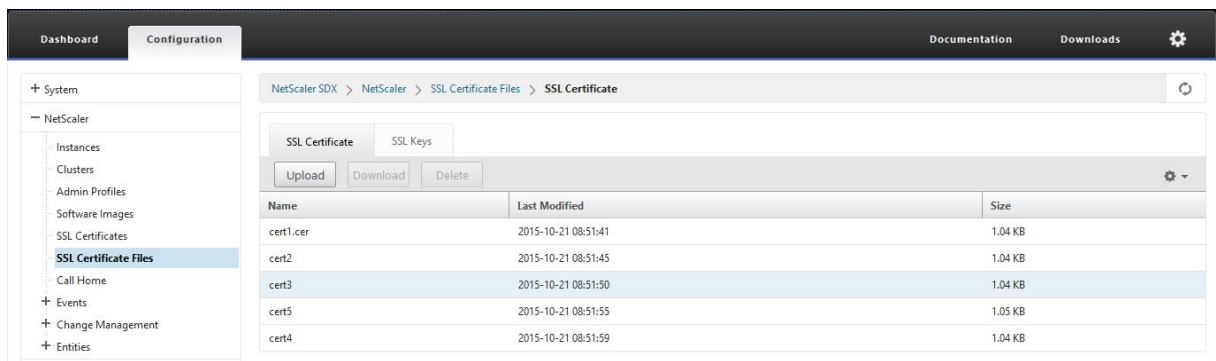 Dashboard Configuration Documentation Downloads
+ System
NetScaler SDX > NetScaler > SSL Certificate Files > SSL Certificate
− NetScaler
Instances
Clusters
Admin Profiles
Software Images
SSL Certificates
SSL Certificate Files
Call Home
+ Events
+ Change Management
+ Entities
SSL Certificate SSL Keys
Upload Download Delete
Name Last Modified Size
cert1.cer 2015-10-21 08:51:41 1.04 KB
cert2 2015-10-21 08:51:45 1.04 KB
cert3 2015-10-21 08:51:50 1.04 KB
cert5 2015-10-21 08:51:55 1.05 KB
cert4 2015-10-21 08:51:59 1.04 KB